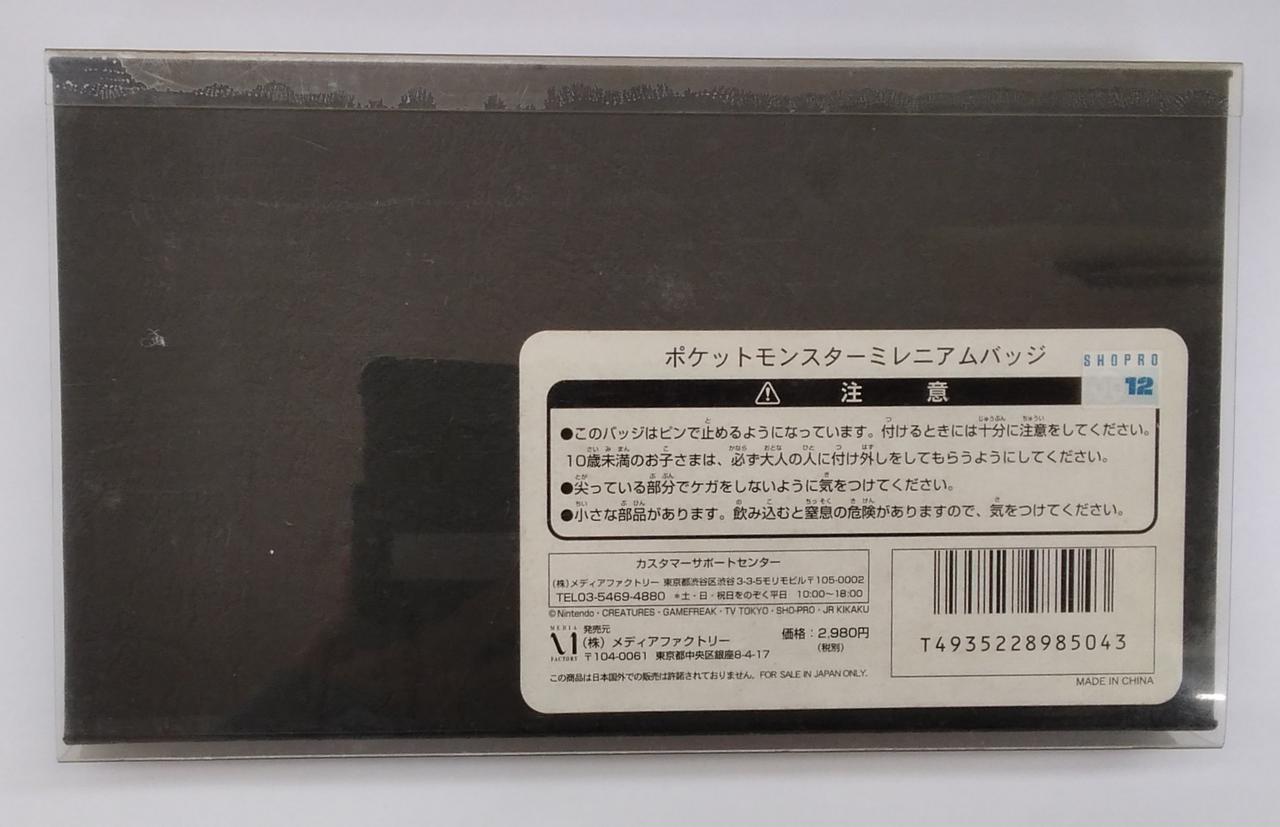 ポケットモンスターミレニアムバッジ
SHOPRO
12
注意
●このバッジはピンで止めるようになっています。付けるときには十分に注意をしてください。
10歳未満のお子さまは、必ず大人の人に付け外しをしてもらうようにしてください。
●尖っている部分でケガをしないように気をつけてください。
●小さな部品があります。飲み込むと窒息の危険がありますので、気をつけてください。
カスタマーサポートセンター
(株)メディアファクトリー 東京都渋谷区渋谷3-3-5モリモビル〒105-0002
TEL03-5469-4880 *土・日・祝日をのぞく平日 10:00~18:00
©Nintendo・CREATURES・GAMEFREAK・TV TOKYO・SHO-PRO・JR KIKAKU
MEDIA FACTORY
発売元
(株)メディアファクトリー
〒104-0061 東京都中央区銀座8-4-17
価格:2,980円
(税別)
この商品は日本国外での販売は許諾されておりません。FOR SALE IN JAPAN ONLY.
T4935228985043
MADE IN CHINA